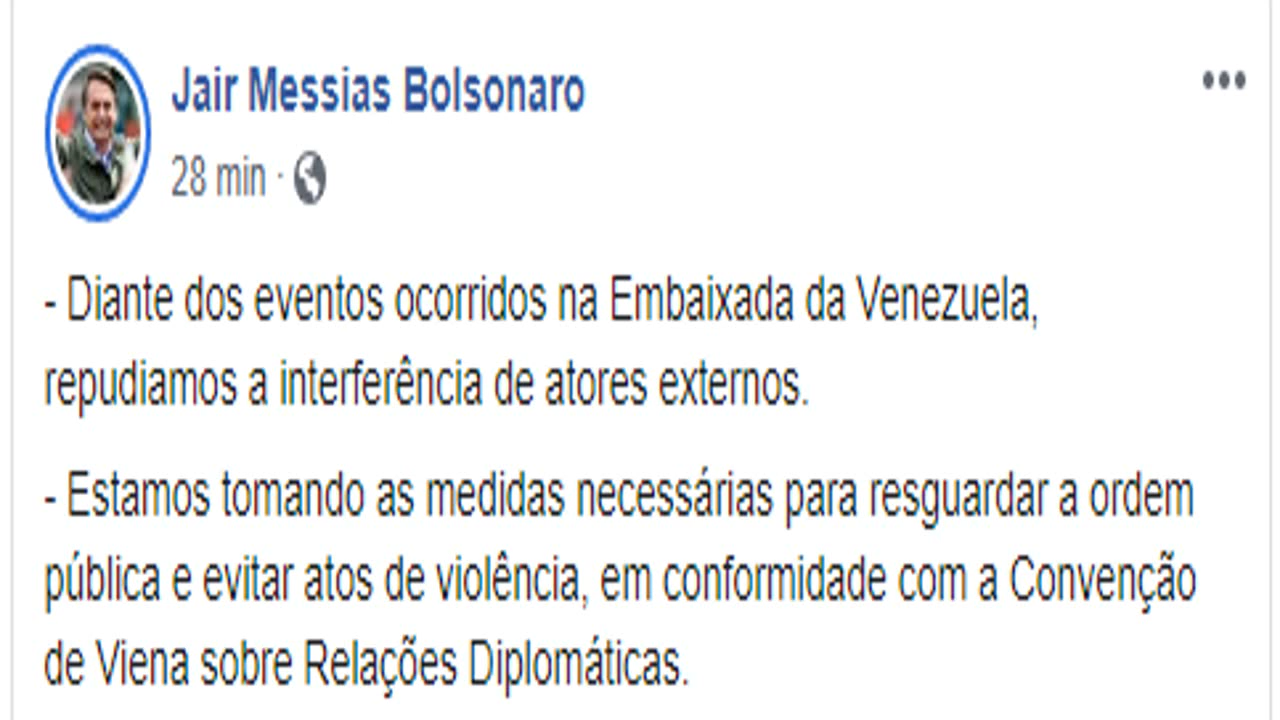 Jair Messias Bolsonaro
28 min ·
- Diante dos eventos ocorridos na Embaixada da Venezuela,
repudiamos a interferência de atores externos.
- Estamos tomando as medidas necessárias para resguardar a ordem
pública e evitar atos de violência, em conformidade com a Convenção
de Viena sobre Relações Diplomáticas.